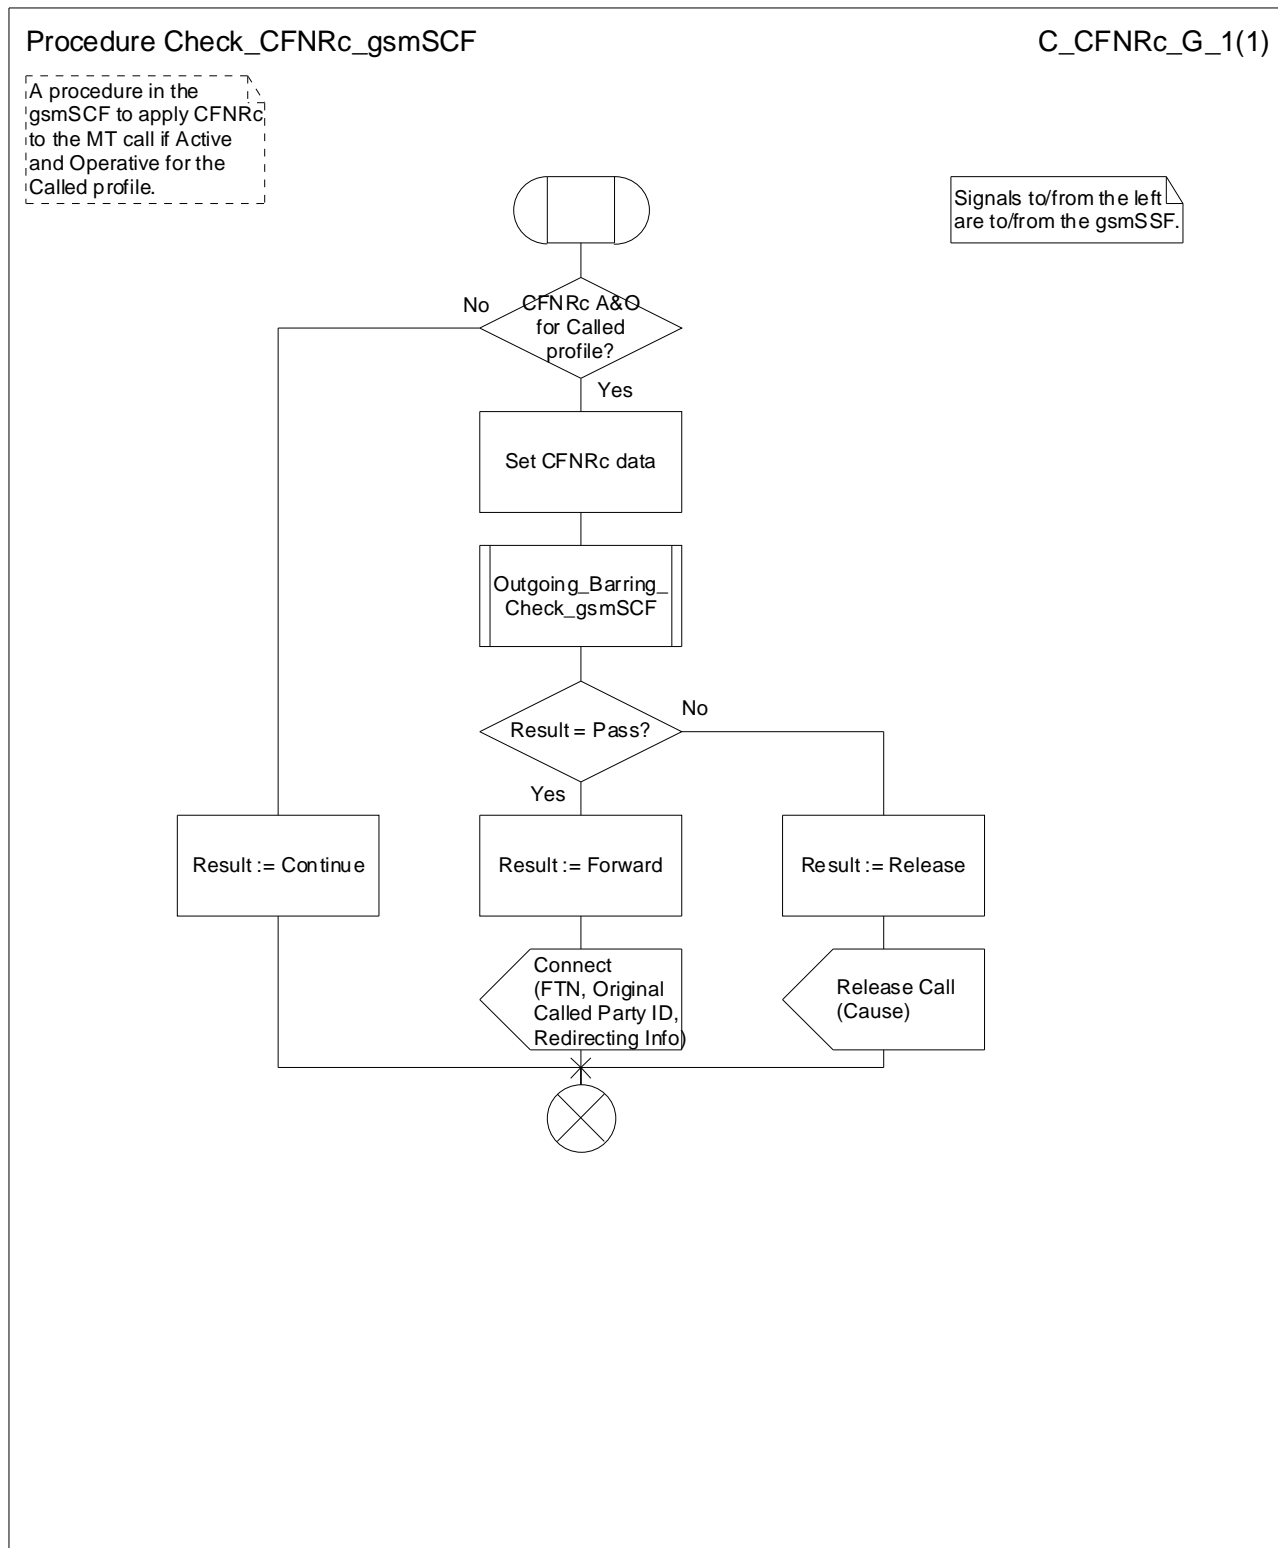 Procedure Check_CFNRc_gsmSCF
C_CFNRc_G_1(1)
A procedure in the
gsmSCF to apply CFNRc
to the MT call if Active
and Operative for the
Called profile.
Signals to/from the left
are to/from the gsmSSF.
No
CFNRc A&O
for Called
profile?
Yes
Set CFNRc data
Outgoing_Barring_
Check_gsmSCF
No
Result = Pass?
Yes
Result := Continue
Result := Forward
Result := Release
Connect
(FTN, Original
Called Party ID,
Redirecting Info)
Release Call
(Cause)